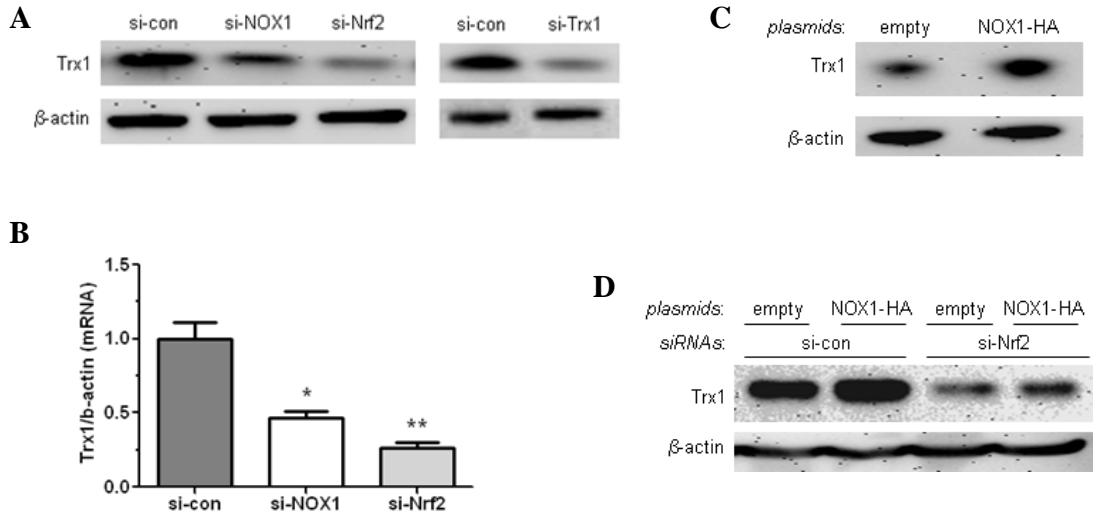 A
si-con si-NOX1 si-Nrf2 si-con si-Trx1
Trx1
β-actin
C
plasmids: empty NOX1-HA
Trx1
β-actin
B
Trx1/b-actin (mRNA)
1.5
1.0
0.5
0.0
*
**
si-con si-NOX1 si-Nrf2
D
plasmids: empty NOX1-HA empty NOX1-HA
siRNAs: si-con si-Nrf2
Trx1
β-actin